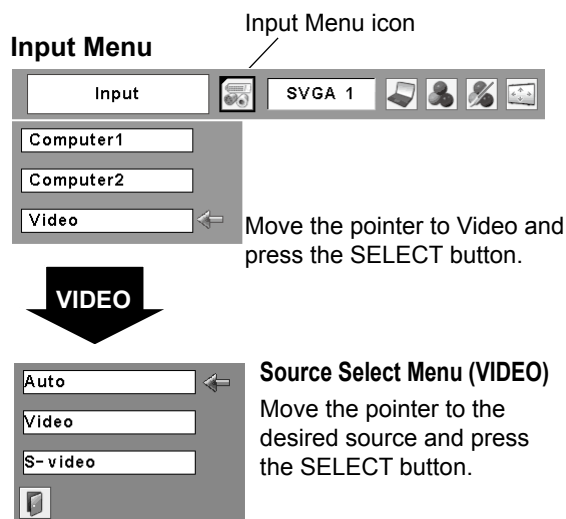 Input Menu icon
Input Menu
Input
SVGA 1
Computer1
Computer2
Video
Move the pointer to Video and
press the SELECT button.
VIDEO
Auto
Video
S-video
Source Select Menu (VIDEO)
Move the pointer to the
desired source and press
the SELECT button.